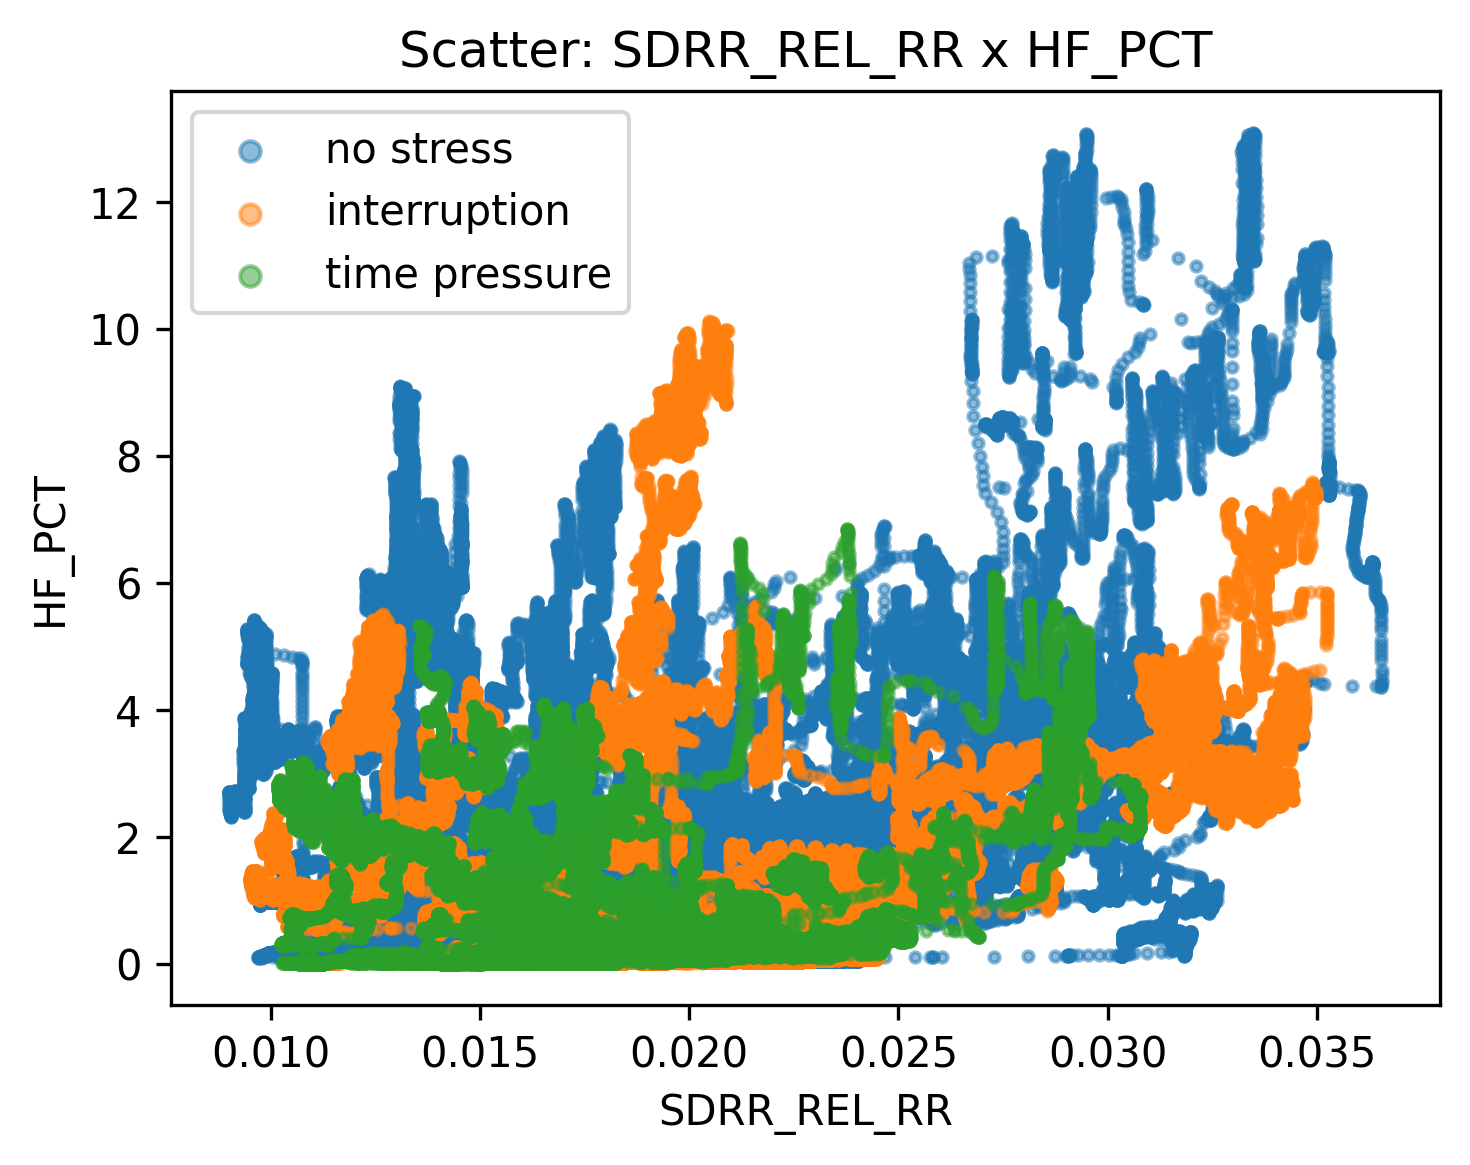 Scatter: SDRR_REL_RR x HF_PCT
no stress
interruption
time pressure
HF_PCT
12
10
8
6
4
2
0
0.010 0.015 0.020 0.025 0.030 0.035
SDRR_REL_RR